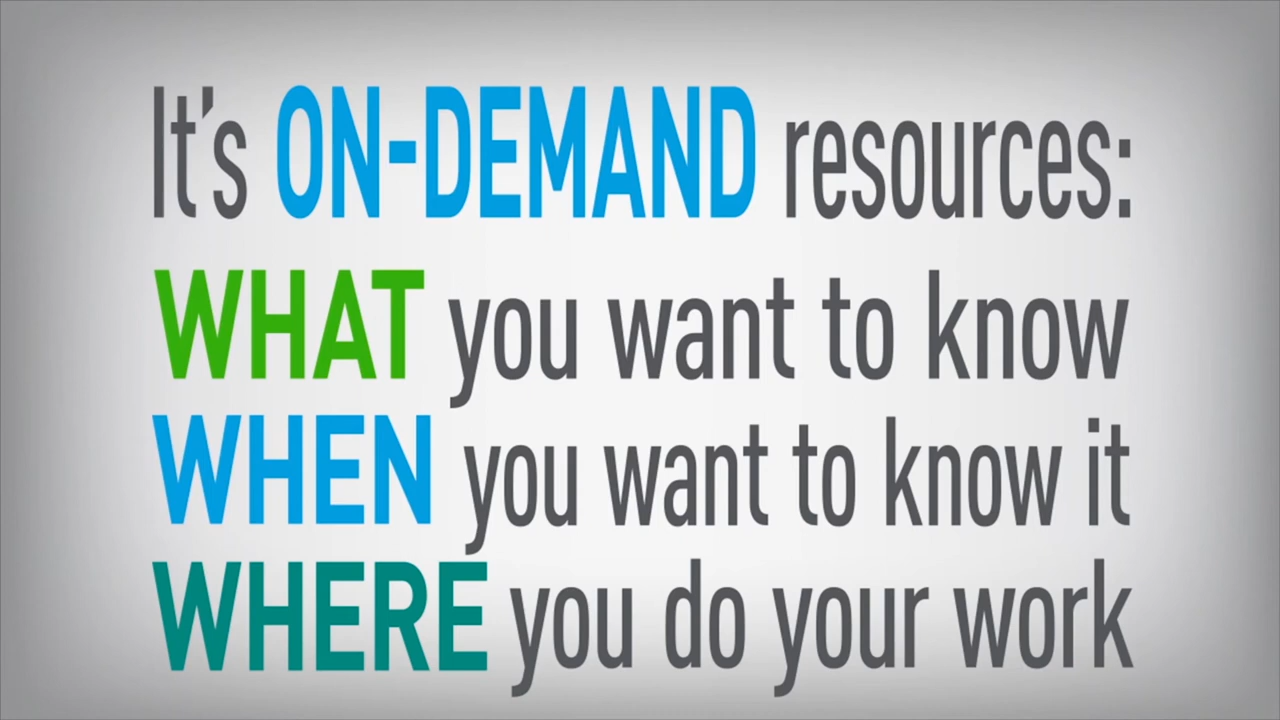 It's ON-DEMAND resources:
WHAT you want to know
WHEN you want to know it
WHERE you do your work